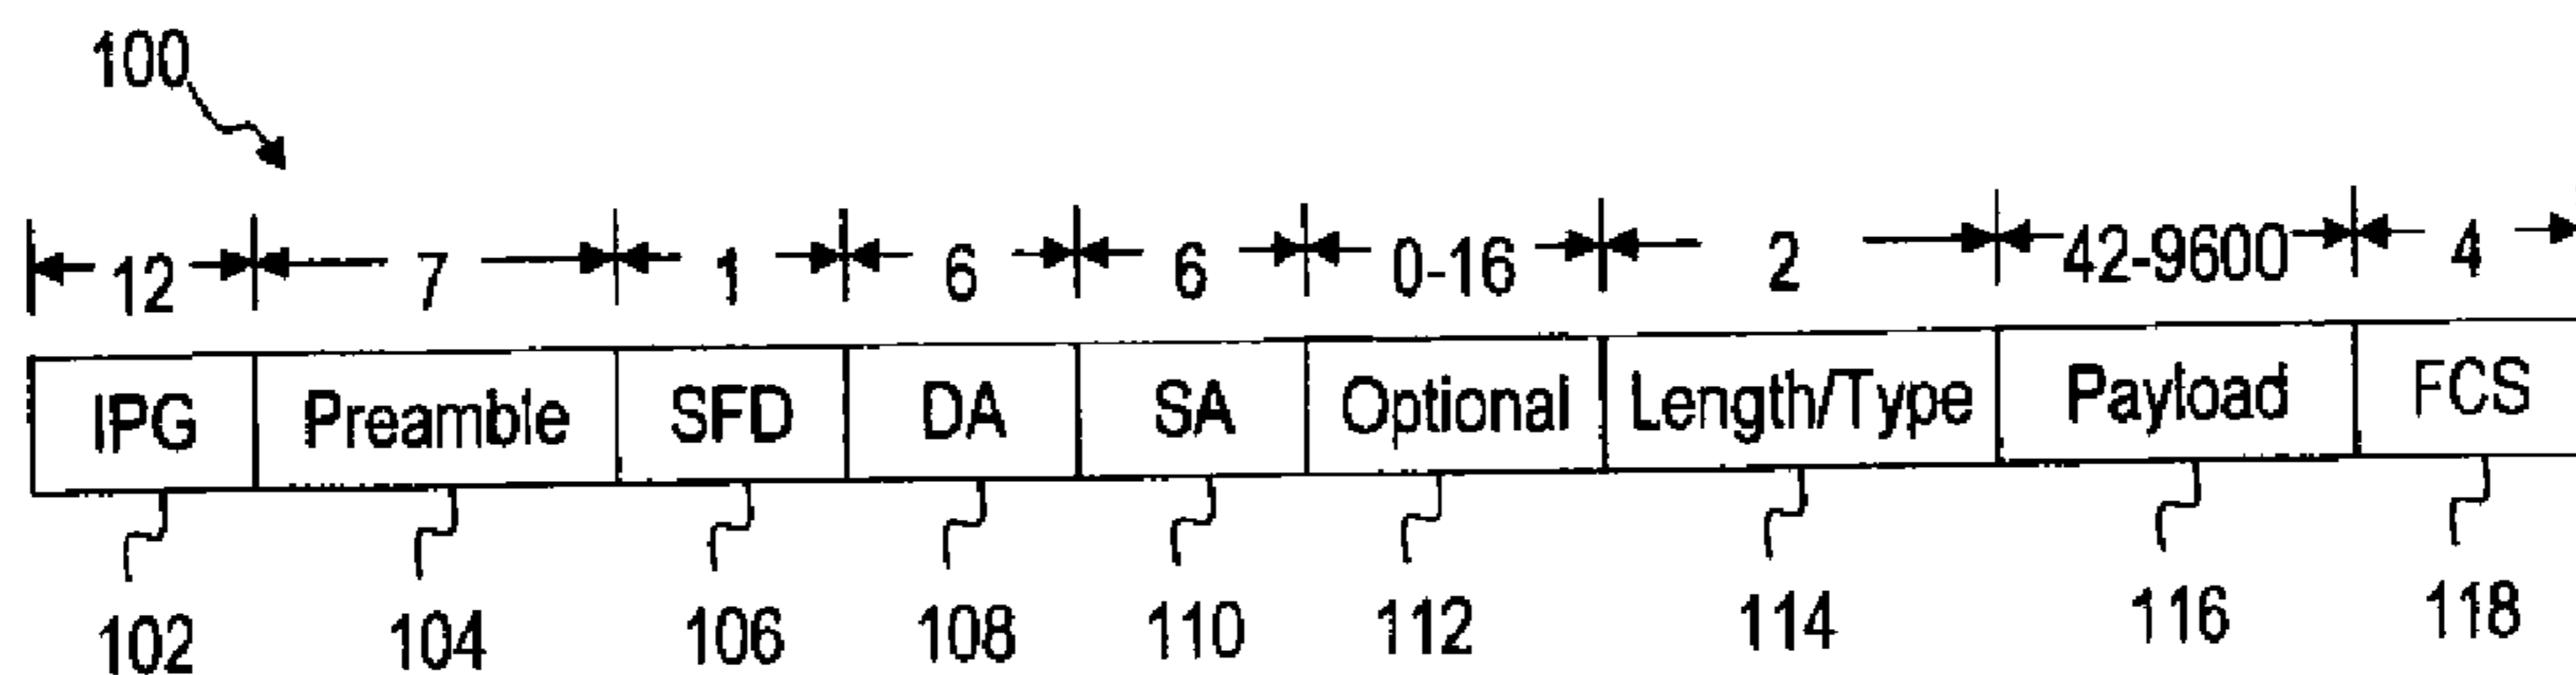 100
12 7 1 6 6 0-16 2 42-9600 4
IPG Preamble SFD DA SA Optional Length/Type Payload FCS
102 104 106 108 110 112 114 116 118